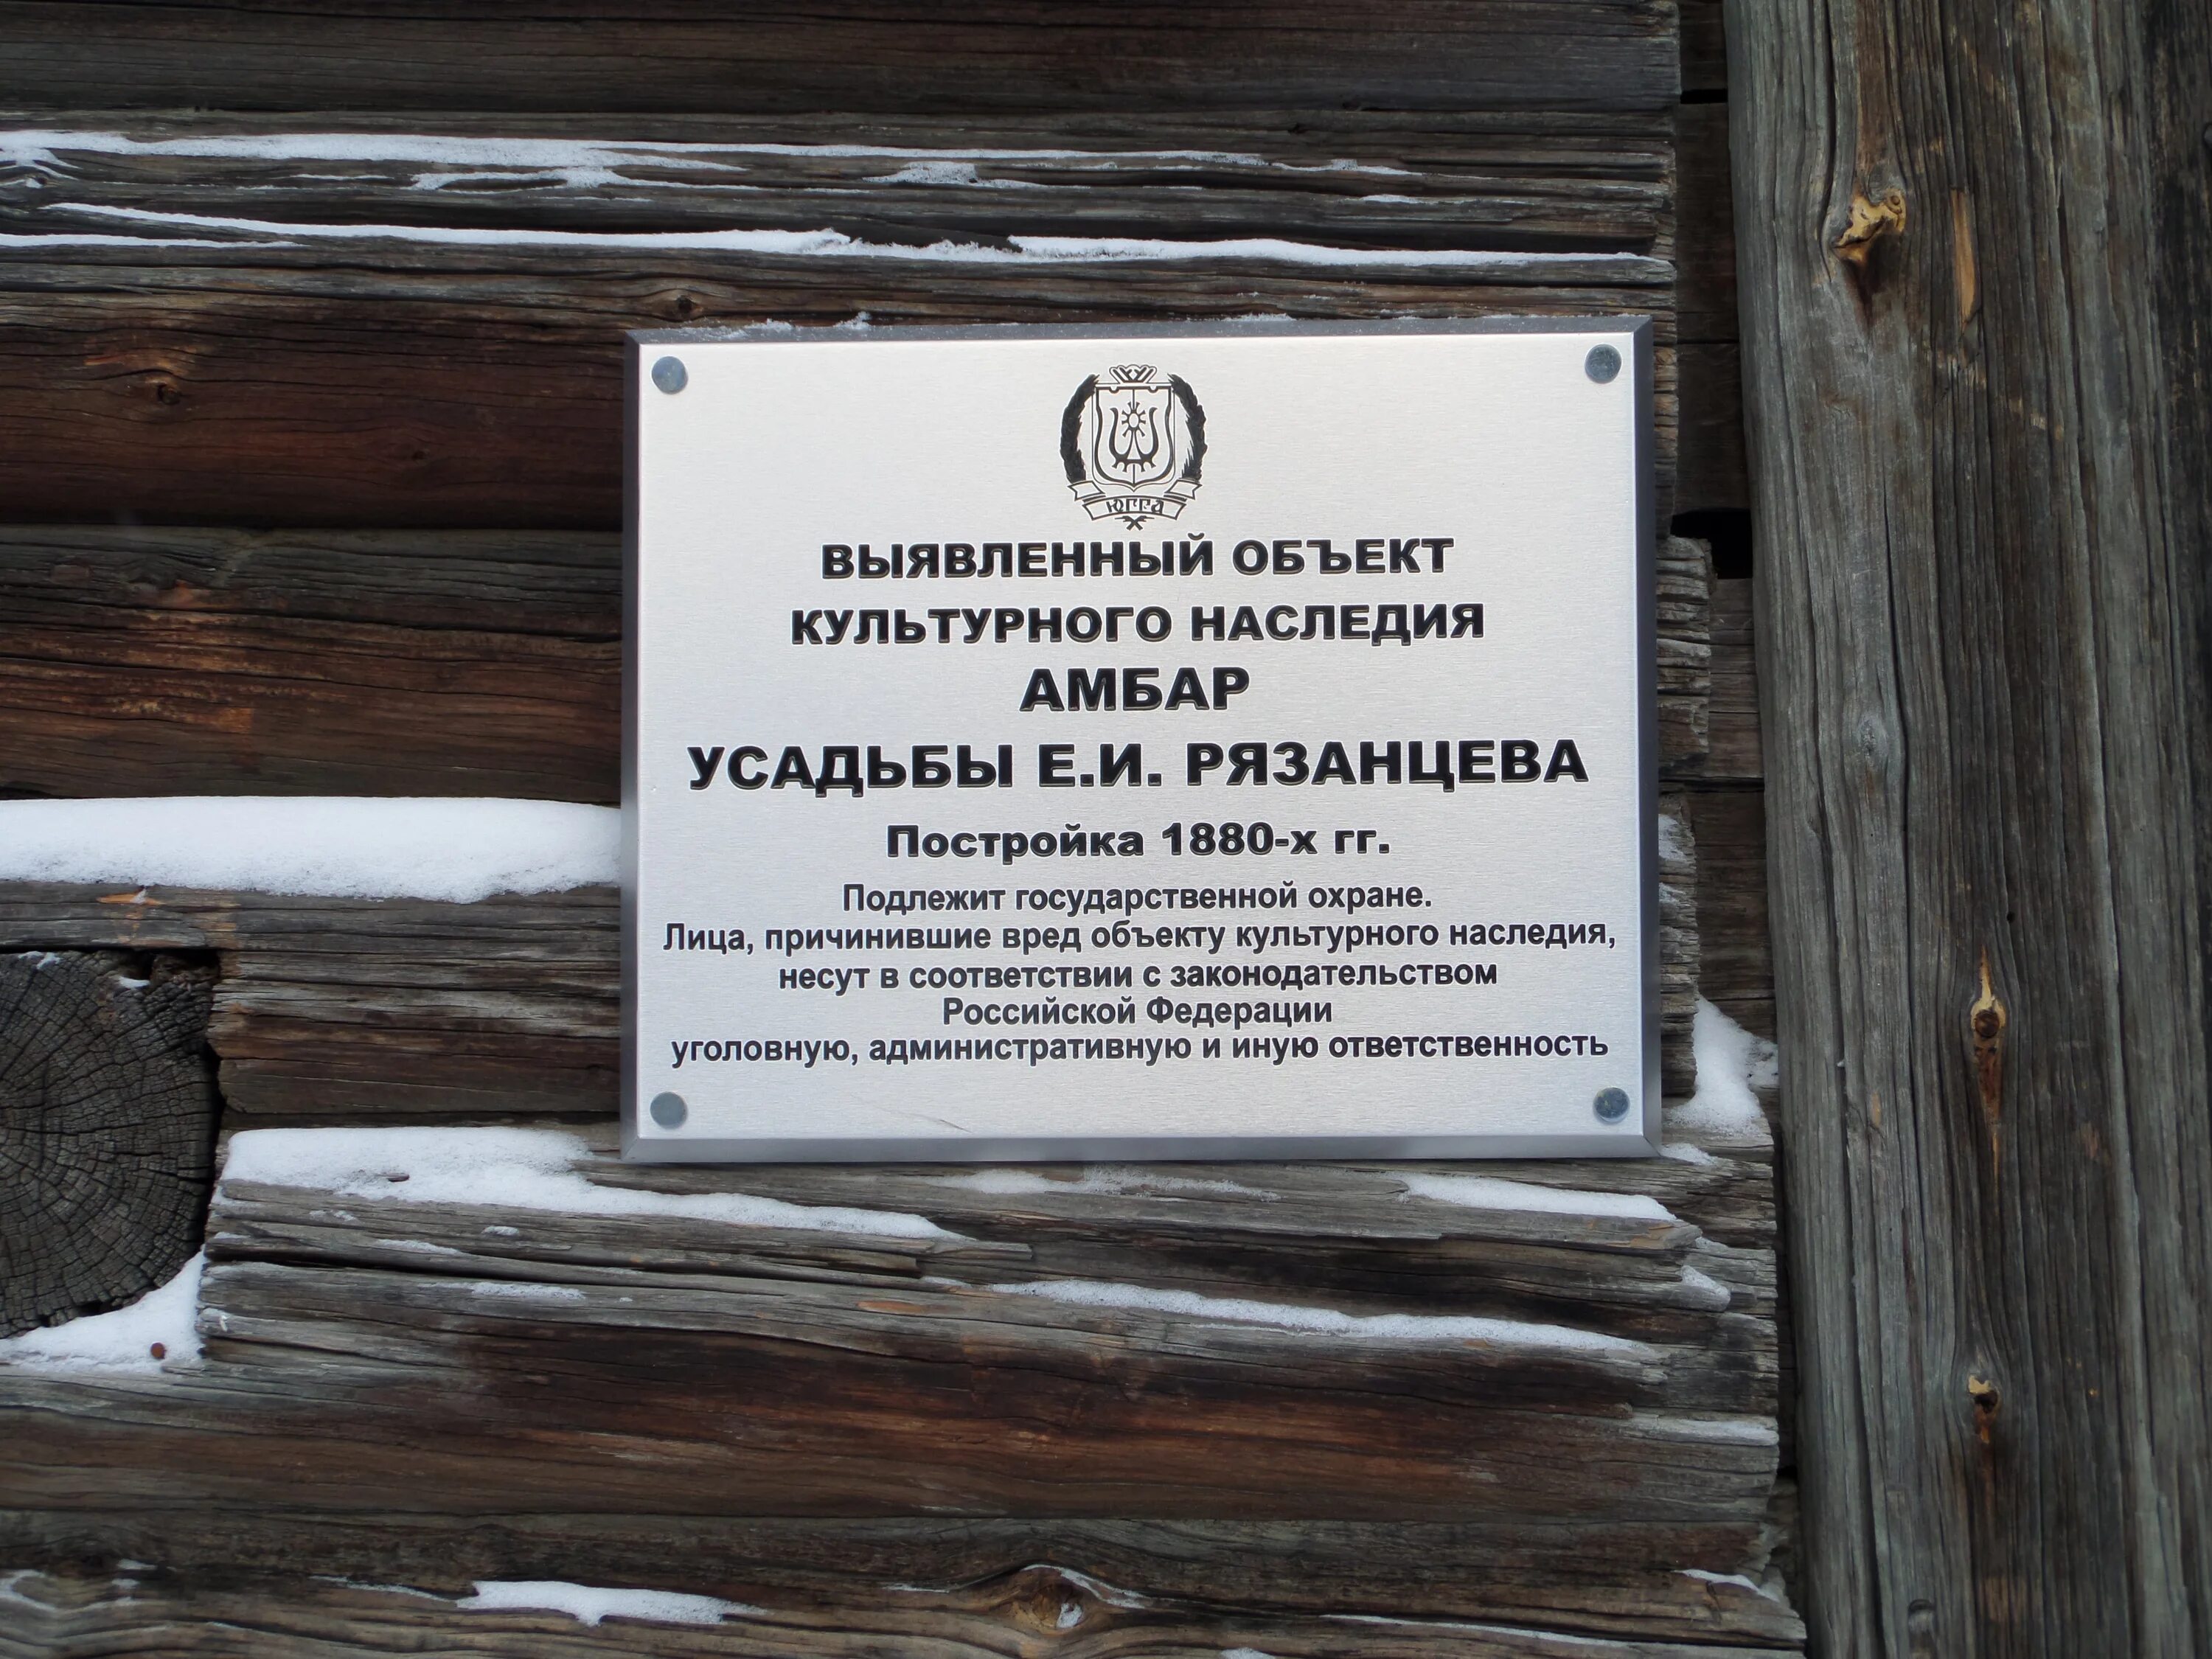 ЮГРА
ВЫЯВЛЕННЫЙ ОБЪЕКТ
КУЛЬТУРНОГО НАСЛЕДИЯ
АМБАР
УСАДЬБЫ Е.И. РЯЗАНЦЕВА
Постройка 1880-х гг.
Подлежит государственной охране.
Лица, причинившие вред объекту культурного наследия,
несут в соответствии с законодательством
Российской Федерации
уголовную, административную и иную ответственность